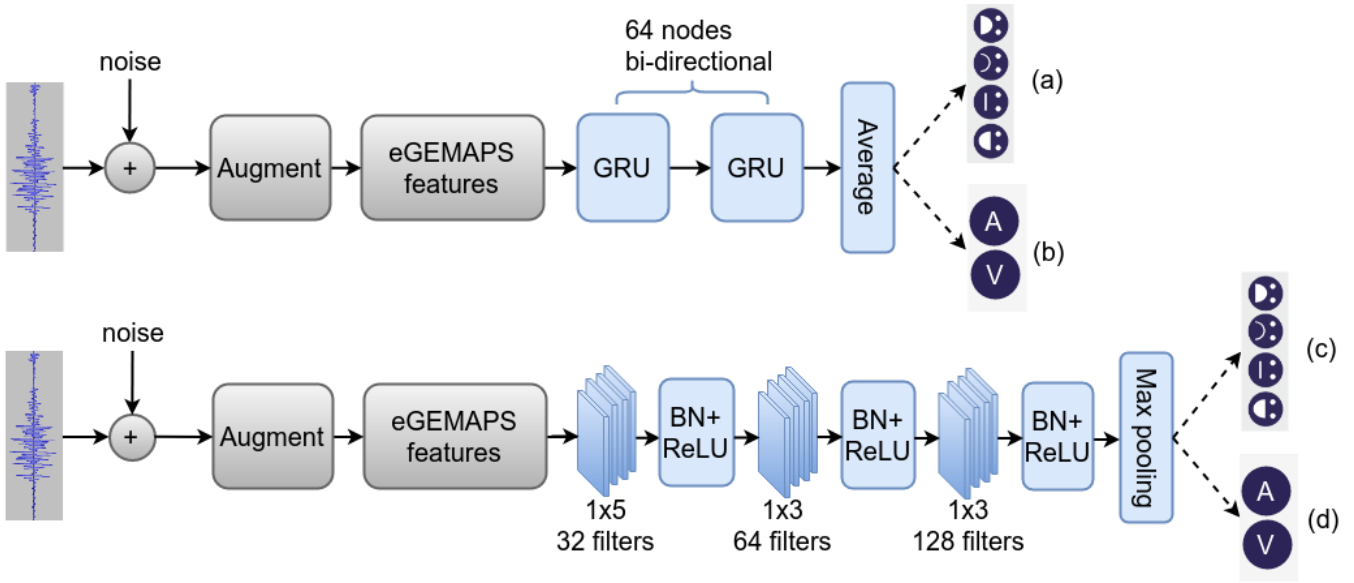 64 nodes
bi-directional
noise
+
Augment
eGEMAPS
features
GRU
GRU
Average
(a)
A
V
(b)
noise
+
Augment
eGEMAPS
features
1x5
32 filters
BN+
ReLU
1x3
64 filters
BN+
ReLU
1x3
128 filters
BN+
ReLU
Max pooling
(c)
A
V
(d)